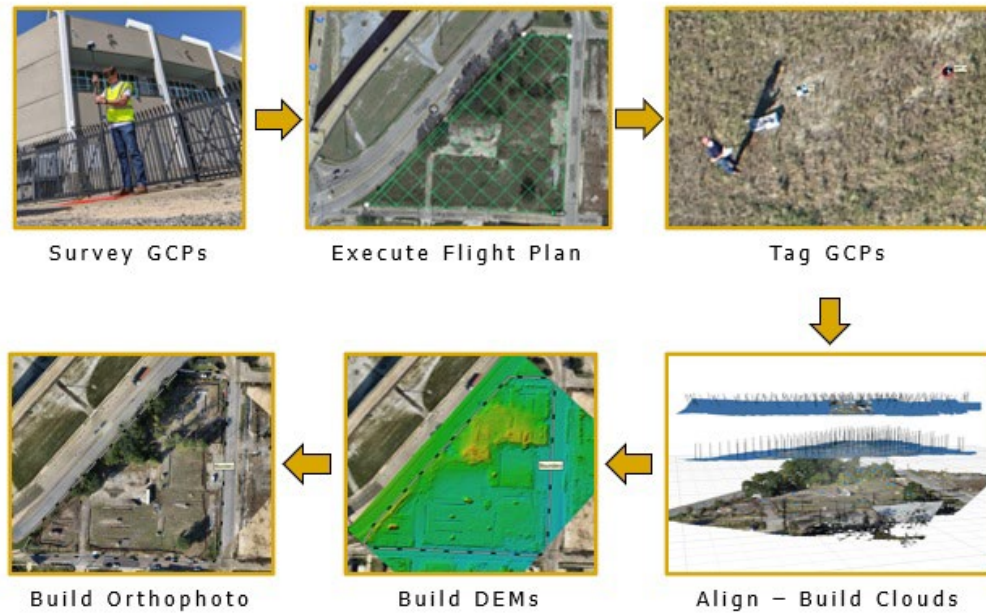 Survey GCPs
Execute Flight Plan
Tag GCPs
Build Orthophoto
Build DEMs
Align – Build Clouds